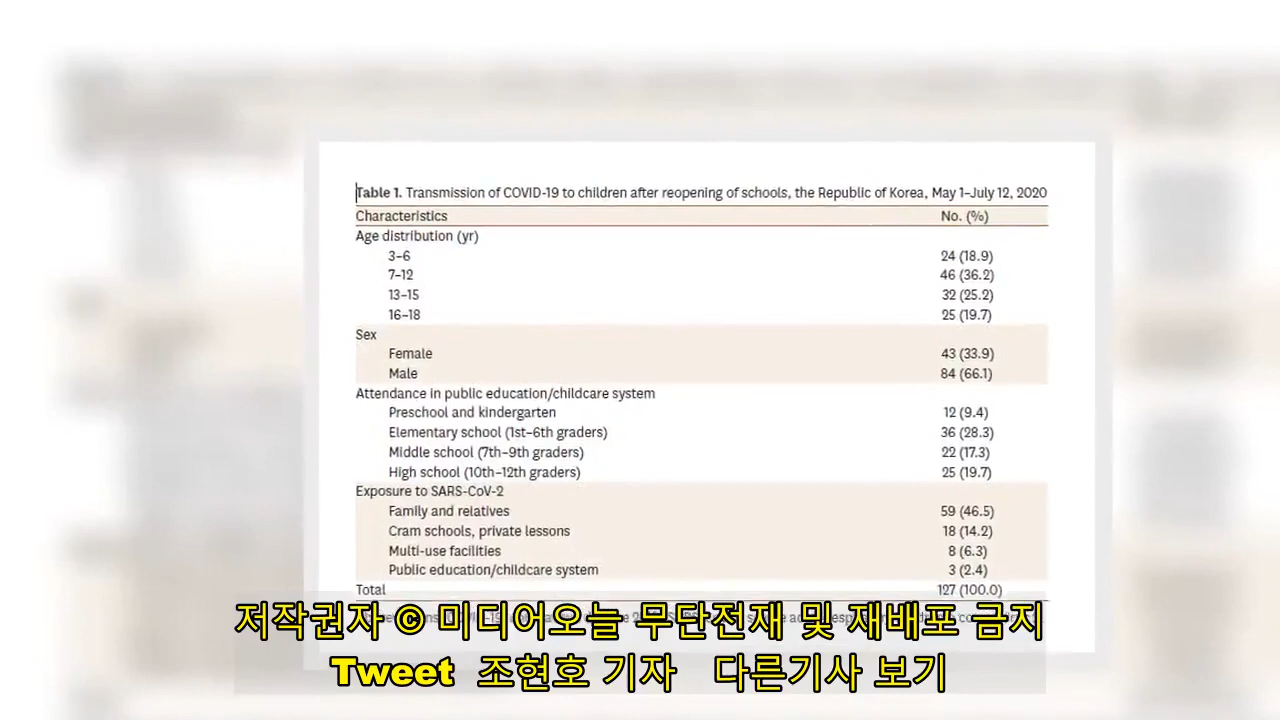 Table 1. Transmission of COVID-19 to children after reopening of schools, the Republic of Korea, May 1–July 12, 2020
Characteristics No. (%)
Age distribution (yr)
3–6 24 (18.9)
7–12 46 (36.2)
13–15 32 (25.2)
16–18 25 (19.7)
Sex
Female 43 (33.9)
Male 84 (66.1)
Attendance in public education/childcare system
Preschool and kindergarten 12 (9.4)
Elementary school (1st–6th graders) 36 (28.3)
Middle school (7th–9th graders) 22 (17.3)
High school (10th–12th graders) 25 (19.7)
Exposure to SARS-CoV-2
Family and relatives 59 (46.5)
Cram schools, private lessons 18 (14.2)
Multi-use facilities 8 (6.3)
Public education/childcare system 3 (2.4)
Total 127 (100.0)
저작권자 © 미디어오늘 무단전재 및 재배포 금지
Tweet 조현호 기자 다른기사 보기